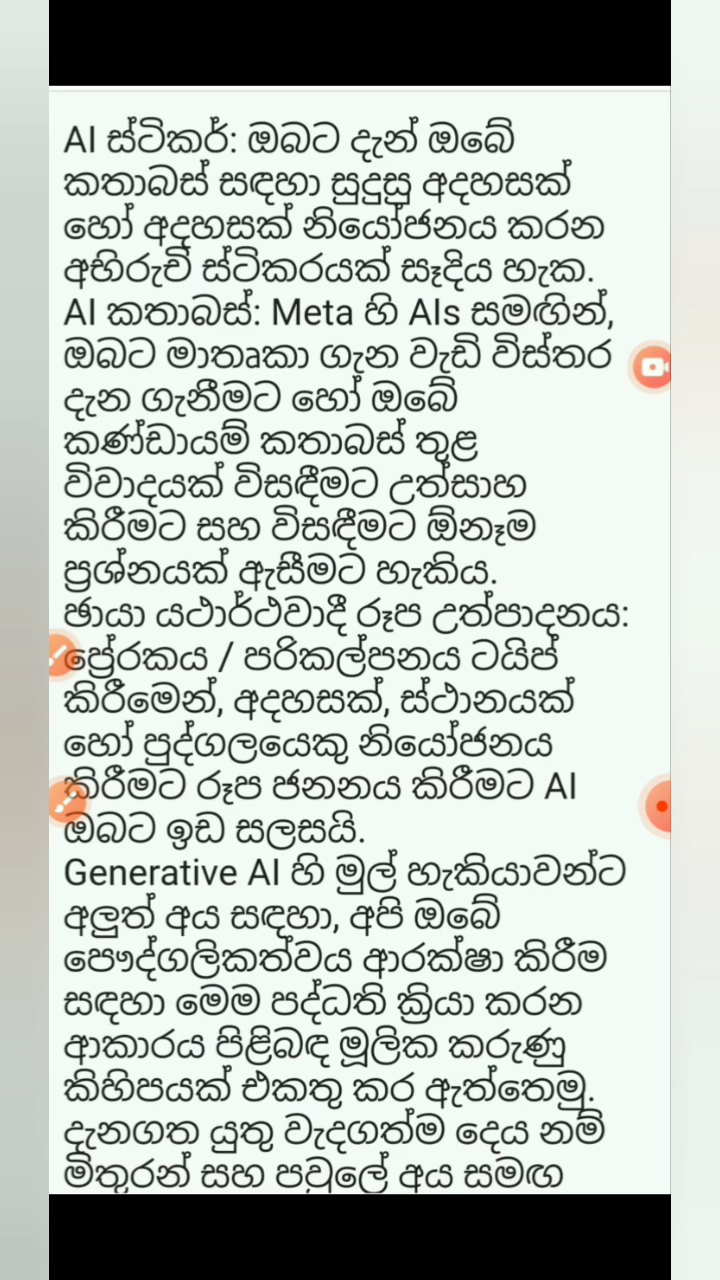 AI ස්ටිකර්: ඔබට දැන් ඔබේ
කතාබස් සඳහා සුදුසු අදහසක්
හෝ අදහසක් නියෝජනය කරන
අභිරුචි ස්ටිකරයක් සෑදිය හැක.
AI කතාබස්: Meta හි AIs සමඟින්,
ඔබට මාතෘකා ගැන වැඩි විස්තර
දැන ගැනීමට හෝ ඔබේ
කණ්ඩායම් කතාබස් තුළ
විවාදයක් විසඳීමට උත්සාහ
කිරීමට සහ විසඳීමට ඕනෑම
ප්‍රශ්නයක් ඇසීමට හැකිය.
ඡායා යථාර්ථවාදී රූප උත්පාදනය:
ප්‍රේරකය / පරිකල්පනය ටයිප්
කිරීමෙන්, අදහසක්, ස්ථානයක්
හෝ පුද්ගලයෙකු නියෝජනය
කිරීමට රූප ජනනය කිරීමට AI
ඔබට ඉඩ සලසයි.
Generative AI හි මුල් හැකියාවන්ට
අලුත් අය සඳහා, අපි ඔබේ
පෞද්ගලිකත්වය ආරක්ෂා කිරීම
සඳහා මෙම පද්ධති ක්‍රියා කරන
ආකාරය පිළිබඳ මූලික කරුණු
කිහිපයක් එකතු කර ඇත්තෙමු.
දැනගත යුතු වැදගත්ම දෙය නම්
මිතුරන් සහ පවුලේ අය සමඟ